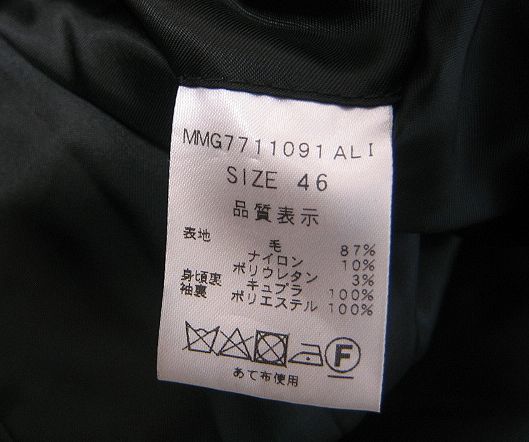 MMG7711091 ALI
SIZE 46
品質表示
表地 毛 87%
ナイロン 10%
ポリウレタン 3%
身頃裏 キュプラ 100%
袖裏 ポリエステル 100%
F
あて布使用